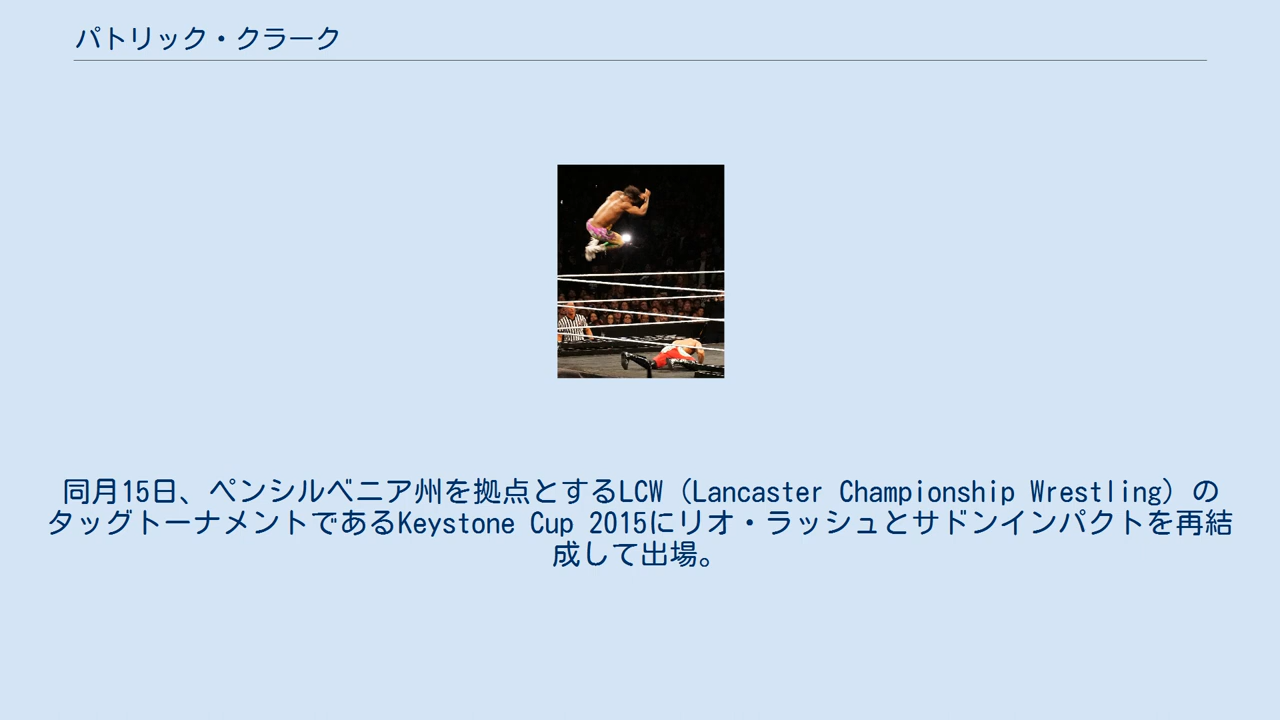 パトリック・クラーク
同月15日、ペンシルベニア州を拠点とするLCW（Lancaster Championship Wrestling）の
タッグトーナメントであるKeystone Cup 2015にリオ・ラッシュとサドンインパクトを再結
成して出場。